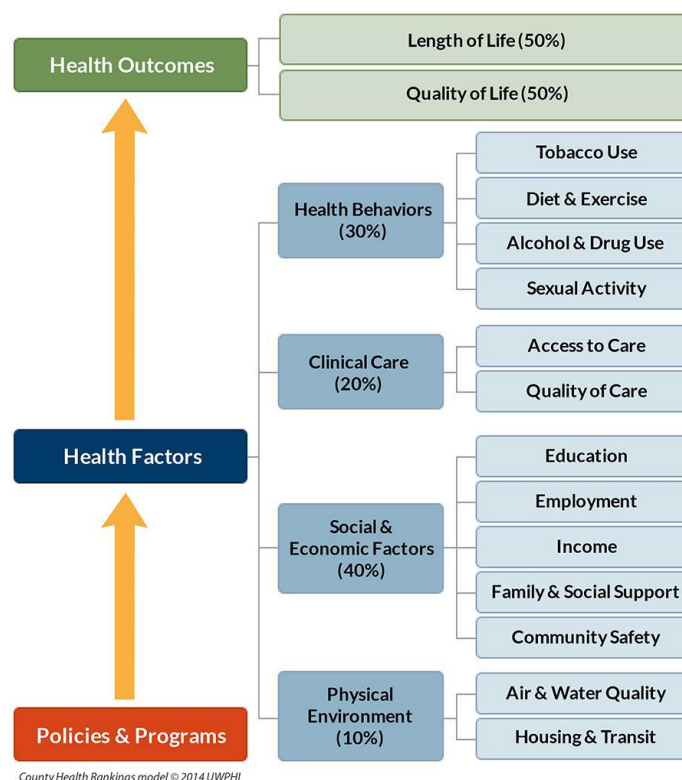 Health Outcomes
Length of Life (50%)
Quality of Life (50%)
Health Behaviors
(30%)
Tobacco Use
Diet & Exercise
Alcohol & Drug Use
Sexual Activity
Clinical Care
(20%)
Access to Care
Quality of Care
Health Factors
Social &
Economic Factors
(40%)
Education
Employment
Income
Family & Social Support
Community Safety
Physical
Environment
(10%)
Air & Water Quality
Housing & Transit
Policies & Programs
County Health Rankings model © 2014 UWPHI